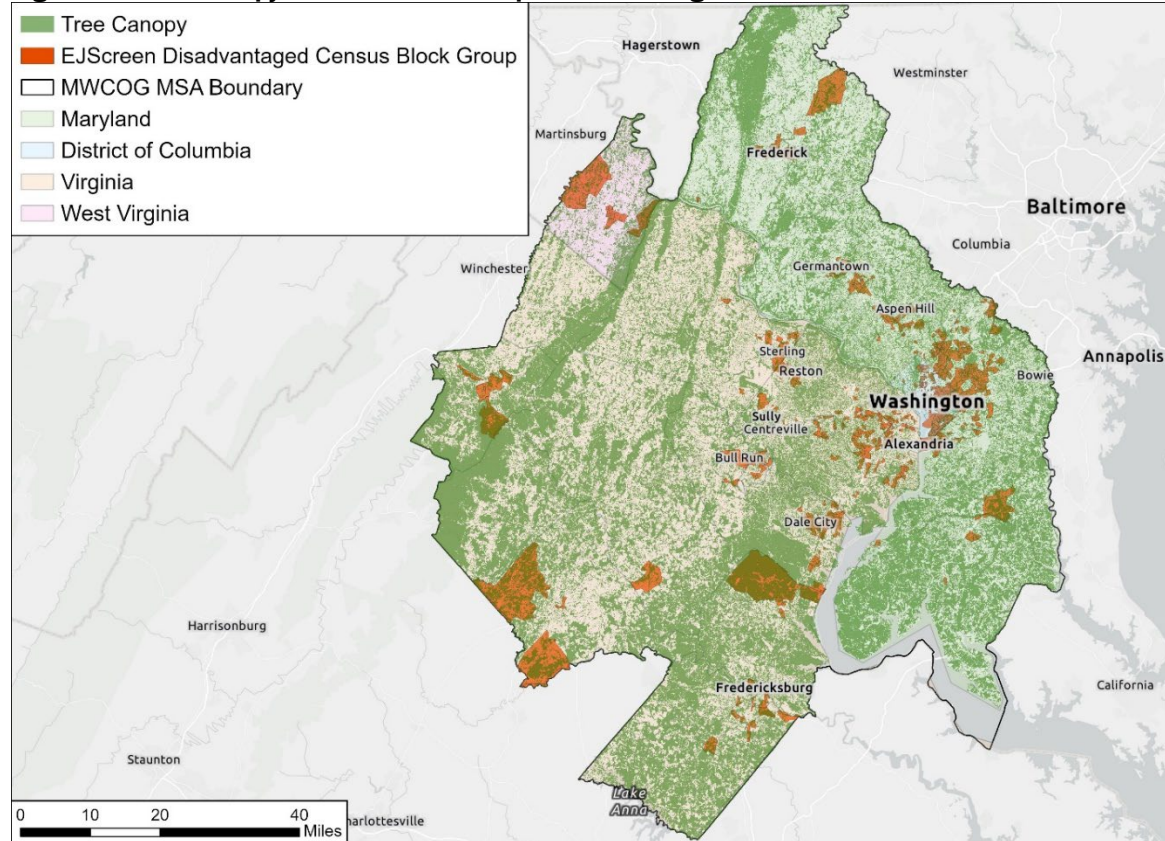 Tree Canopy
EJScreen Disadvantaged Census Block Group
MWCOG MSA Boundary
Maryland
District of Columbia
Virginia
West Virginia
Hagerstown
Westminster
Martinsburg
Frederick
Baltimore
Columbia
Winchester
Germantown
Aspen Hill
Annapolis
Sterling
Reston
Bowie
Washington
Sully
Centreville
Alexandria
Bull Run
Dale City
Harrisonburg
California
Fredericksburg
Staunton
Lake
Anna
0 10 20 40
Miles
harlottesville